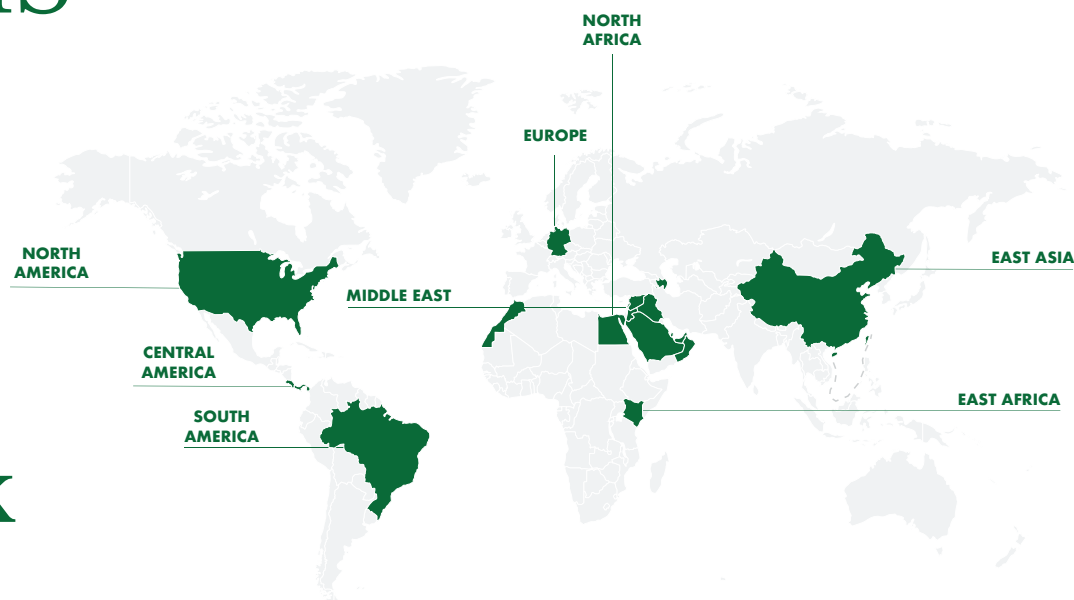 NORTH
AFRICA
EUROPE
NORTH
AMERICA
EAST ASIA
MIDDLE EAST
CENTRAL
AMERICA
EAST AFRICA
SOUTH
AMERICA